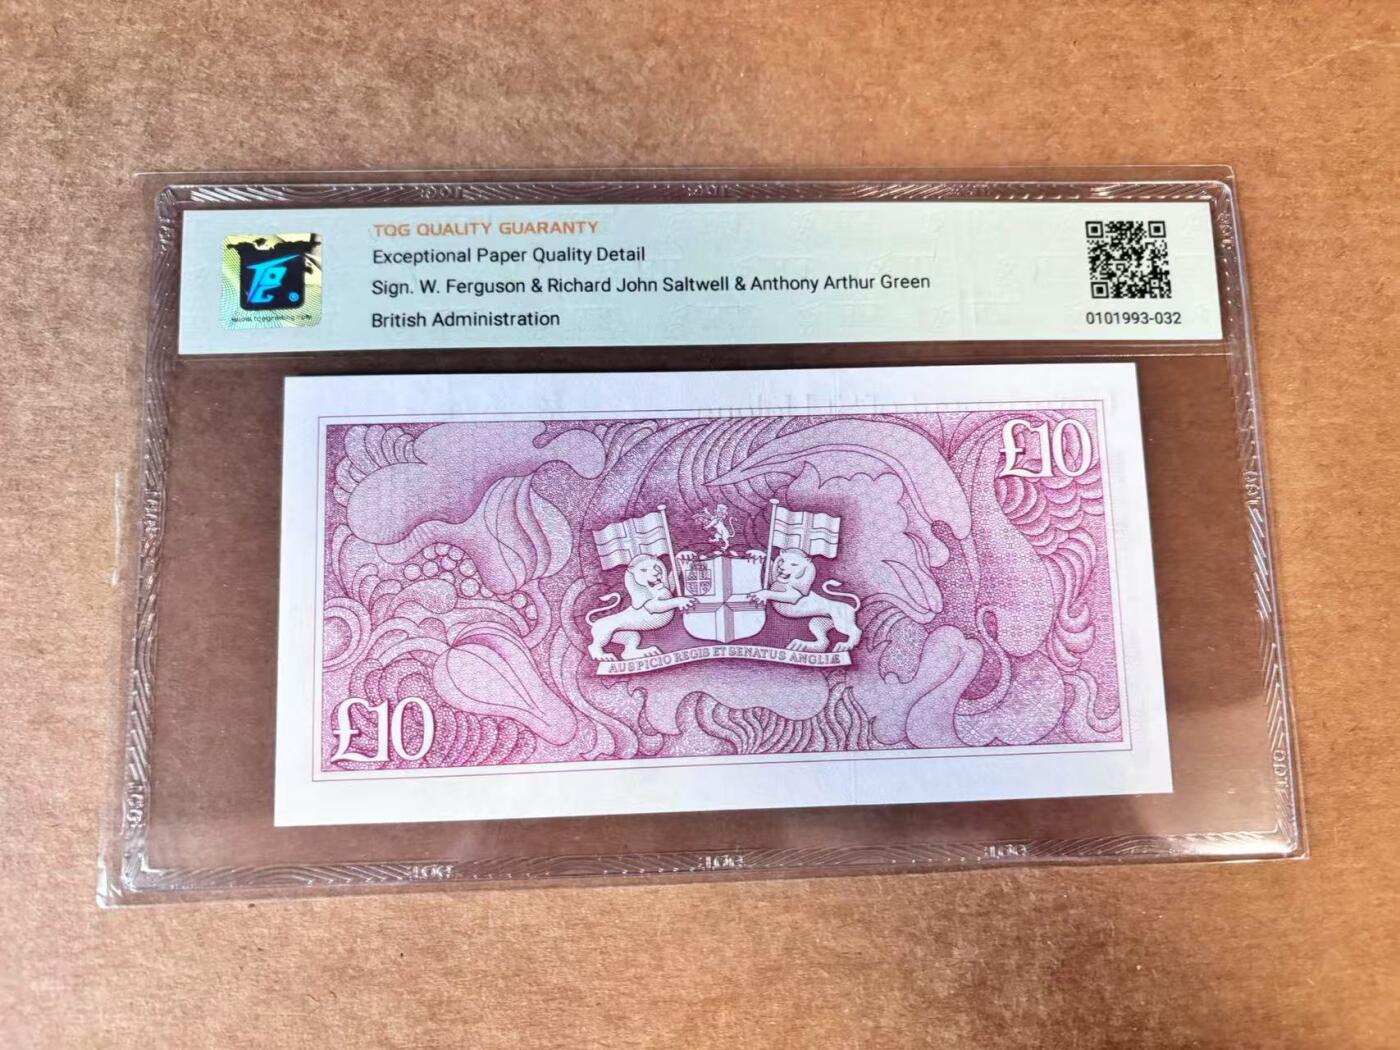 TQG QUALITY GUARANTY
Exceptional Paper Quality Detail
Sign. W. Ferguson & Richard John Saltwell & Anthony Arthur Green
British Administration
0101993-032
£10
AUSPICIO REGIS ET SENATUS ANGLIÆ
£10